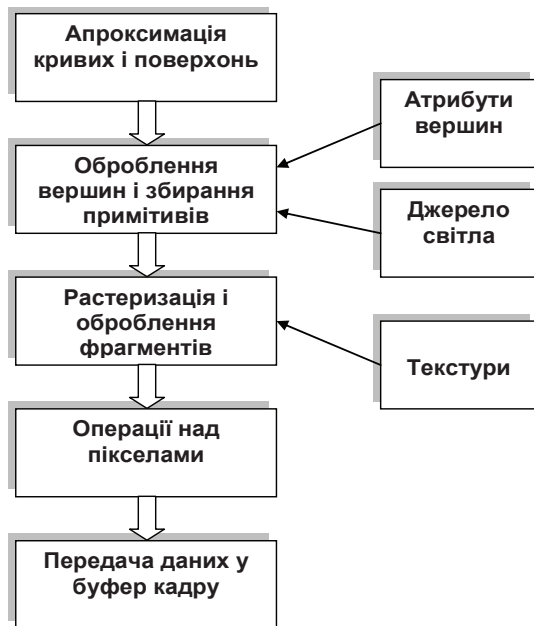 Апроксимація
кривих і поверхонь
Атрибути
вершин
Оброблення
вершин і збирання
примітивів
Джерело
світла
Растеризація і
оброблення
фрагментів
Текстури
Операції над
пікселами
Передача даних у
буфер кадру